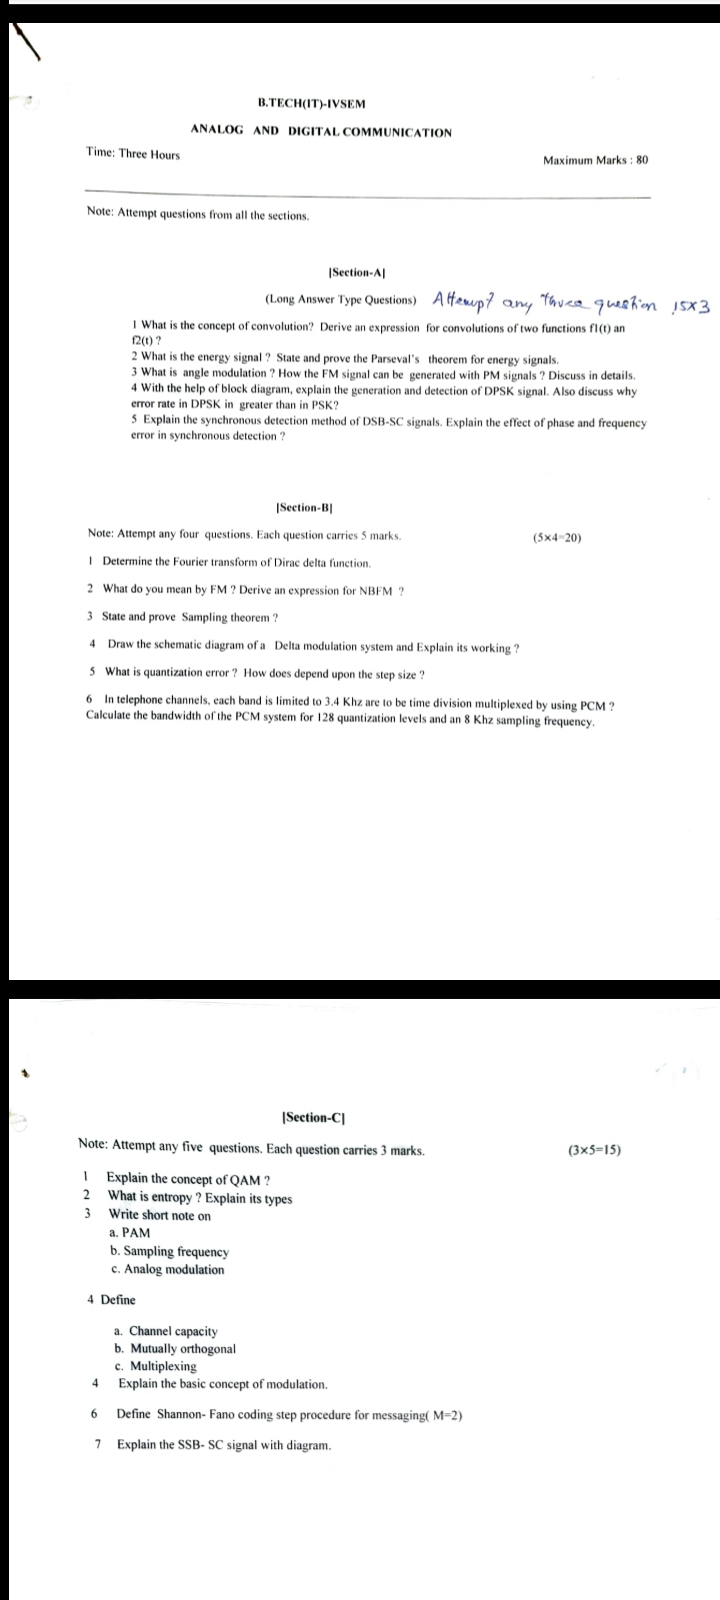 B.TECH(IT)-IVSEM
ANALOG AND DIGITAL COMMUNICATION
Time: Three Hours
Maximum Marks : 80
Note: Attempt questions from all the sections.
|Section-A|
(Long Answer Type Questions) Attempt any three question 15x3
1 What is the concept of convolution? Derive an expression for convolutions of two functions f1(t) an
f2(t) ?
2 What is the energy signal ? State and prove the Parseval's theorem for energy signals.
3 What is angle modulation ? How the FM signal can be generated with PM signals ? Discuss in details.
4 With the help of block diagram, explain the generation and detection of DPSK signal. Also discuss why
error rate in DPSK in greater than in PSK?
5 Explain the synchronous detection method of DSB-SC signals. Explain the effect of phase and frequency
error in synchronous detection ?
|Section-B|
Note: Attempt any four questions. Each question carries 5 marks.
(5×4=20)
1 Determine the Fourier transform of Dirac delta function.
2 What do you mean by FM ? Derive an expression for NBFM ?
3 State and prove Sampling theorem ?
4 Draw the schematic diagram of a Delta modulation system and Explain its working ?
5 What is quantization error ? How does depend upon the step size ?
6 In telephone channels, each band is limited to 3.4 Khz are to be time division multiplexed by using PCM ?
Calculate the bandwidth of the PCM system for 128 quantization levels and an 8 Khz sampling frequency.
|Section-C|
Note: Attempt any five questions. Each question carries 3 marks.
(3×5=15)
1 Explain the concept of QAM ?
2 What is entropy ? Explain its types
3 Write short note on
a. PAM
b. Sampling frequency
c. Analog modulation
4 Define
a. Channel capacity
b. Mutually orthogonal
c. Multiplexing
4 Explain the basic concept of modulation.
6 Define Shannon- Fano coding step procedure for messaging( M=2)
7 Explain the SSB- SC signal with diagram.